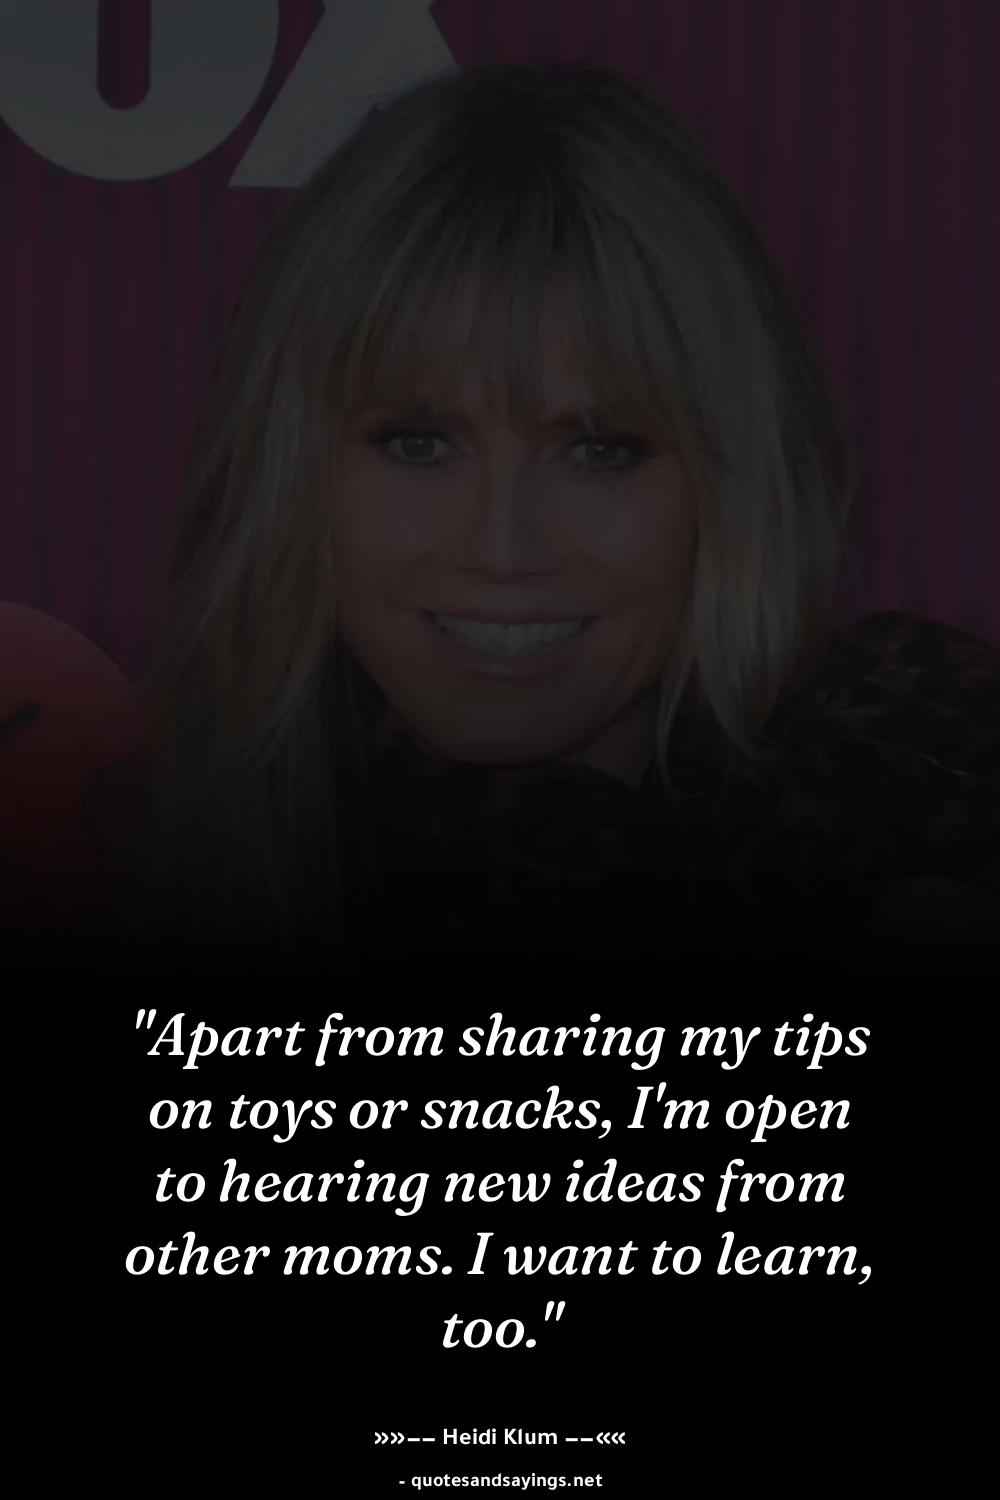 "Apart from sharing my tips
on toys or snacks, I'm open
to hearing new ideas from
other moms. I want to learn,
too."
»»–– Heidi Klum ––««
- quotesandsayings.net